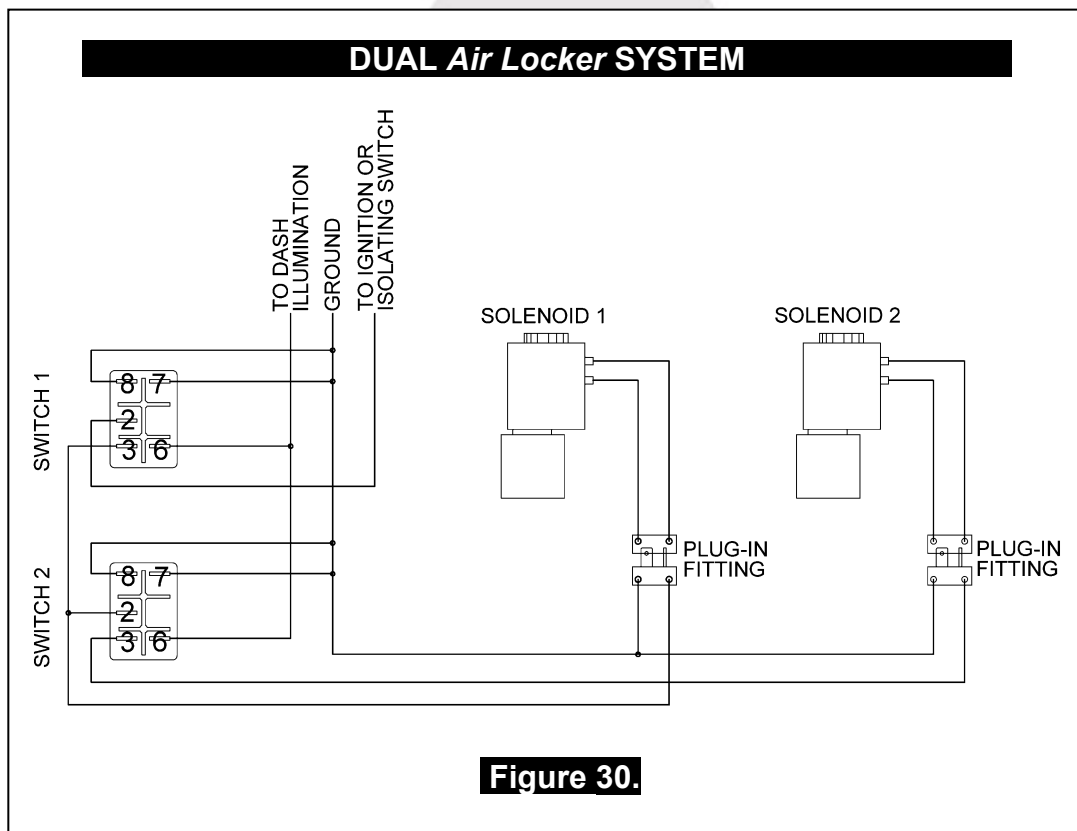 DUAL Air Locker SYSTEM
TO DASH
ILLUMINATION
GROUND
TO IGNITION OR
ISOLATING SWITCH
SOLENOID 1
SOLENOID 2
SWITCH 1
8 7
2
3 6
PLUG-IN
FITTING
PLUG-IN
FITTING
SWITCH 2
8 7
2
3 6
Figure 30.